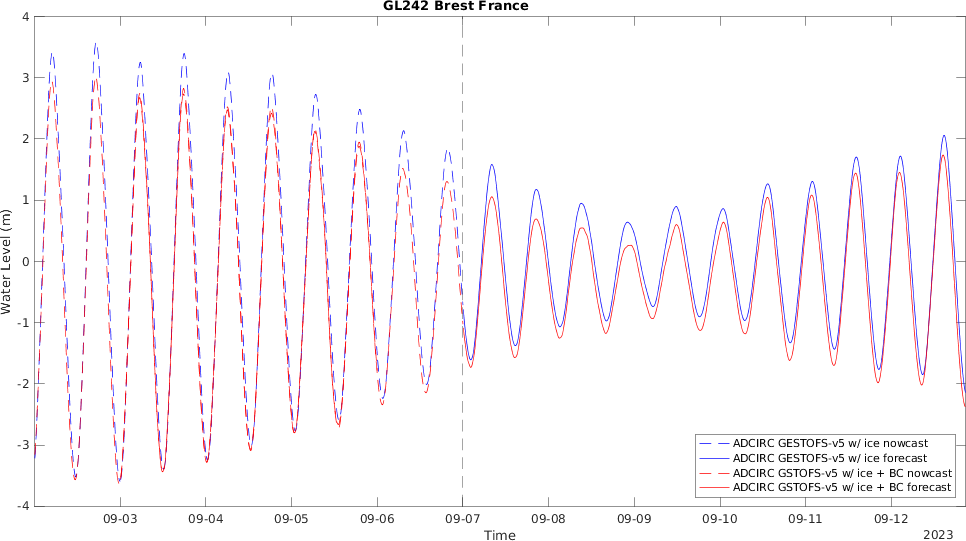 GL242 Brest France
4
3
2
1
0
-1
-2
-3
-4
Water Level (m)
09-03 09-04 09-05 09-06 09-07 09-08 09-09 09-10 09-11 09-12
Time
2023
ADCIRC GESTOFS-v5 w/ ice nowcast
ADCIRC GESTOFS-v5 w/ ice forecast
ADCIRC GSTOFS-v5 w/ ice + BC nowcast
ADCIRC GSTOFS-v5 w/ ice + BC forecast